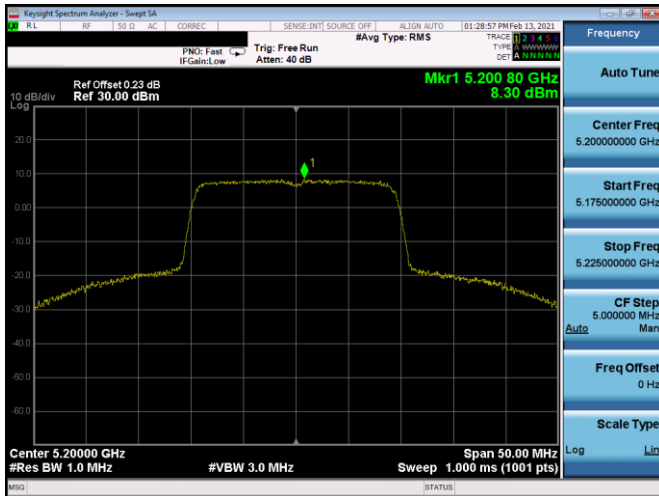 Keysight Spectrum Analyzer - Swept SA
RL RF 50 Ω AC CORREC SENSE:INT SOURCE OFF ALIGN AUTO 01:28:57 PM Feb 13, 2021
#Avg Type: RMS
TRACE 1 2 3 4 5 6
TYPE A WWWWW
DET A NNNNN
PNO: Fast
IFGain:Low
Trig: Free Run
Atten: 40 dB
Mkr1 5.200 80 GHz
8.30 dBm
Ref Offset 0.23 dB
Ref 30.00 dBm
10 dB/div
Log
1
20.0
10.0
0.00
-10.0
-20.0
-30.0
-40.0
-50.0
-60.0
Center 5.20000 GHz
Span 50.00 MHz
#Res BW 1.0 MHz
#VBW 3.0 MHz
Sweep 1.000 ms (1001 pts)
MSG
STATUS
Frequency
Auto Tune
Center Freq
5.200000000 GHz
Start Freq
5.175000000 GHz
Stop Freq
5.225000000 GHz
CF Step
5.000000 MHz
Auto Man
Freq Offset
0 Hz
Scale Type
Log Lin